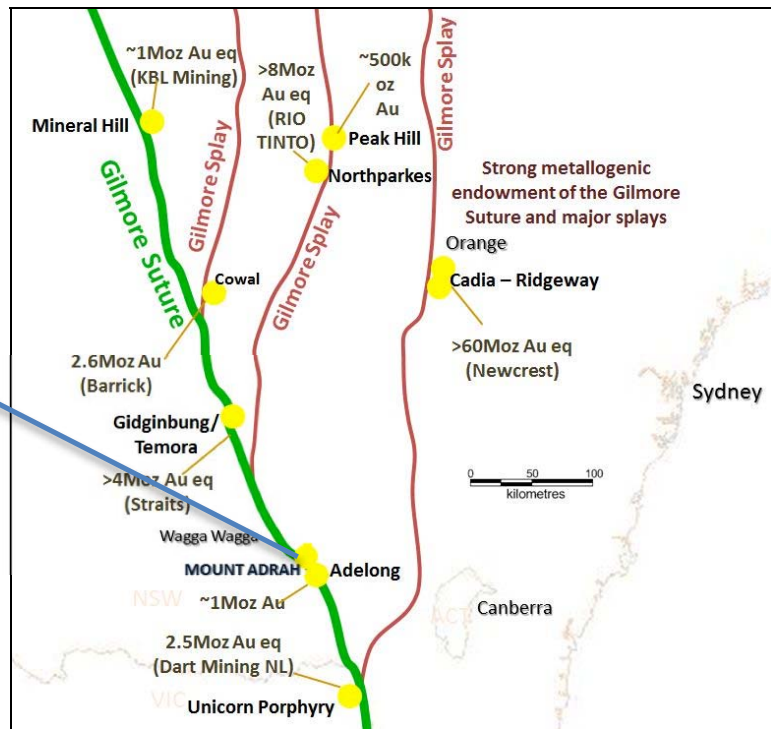 ~1Moz Au eq
(KBL Mining)
Mineral Hill
Gilmore Suture
Gilmore Splay
>8Moz
Au eq
(RIO
TINTO)
~500k
oz
Au
Peak Hill
Northparkes
Gilmore Splay
Gilmore Splay
Strong metallogenic
endowment of the Gilmore
Suture and major splays
Orange
Cadia – Ridgeway
>60Moz Au eq
(Newcrest)
Cowal
2.6Moz Au
(Barrick)
Sydney
Gidginbung/
Temora
>4Moz Au eq
(Straits)
0 50 100
kilometres
Wagga Wagga
MOUNT ADRAH
Adelong
~1Moz Au
NSW
ACT
Canberra
2.5Moz Au eq
(Dart Mining NL)
VIC
Unicorn Porphyry